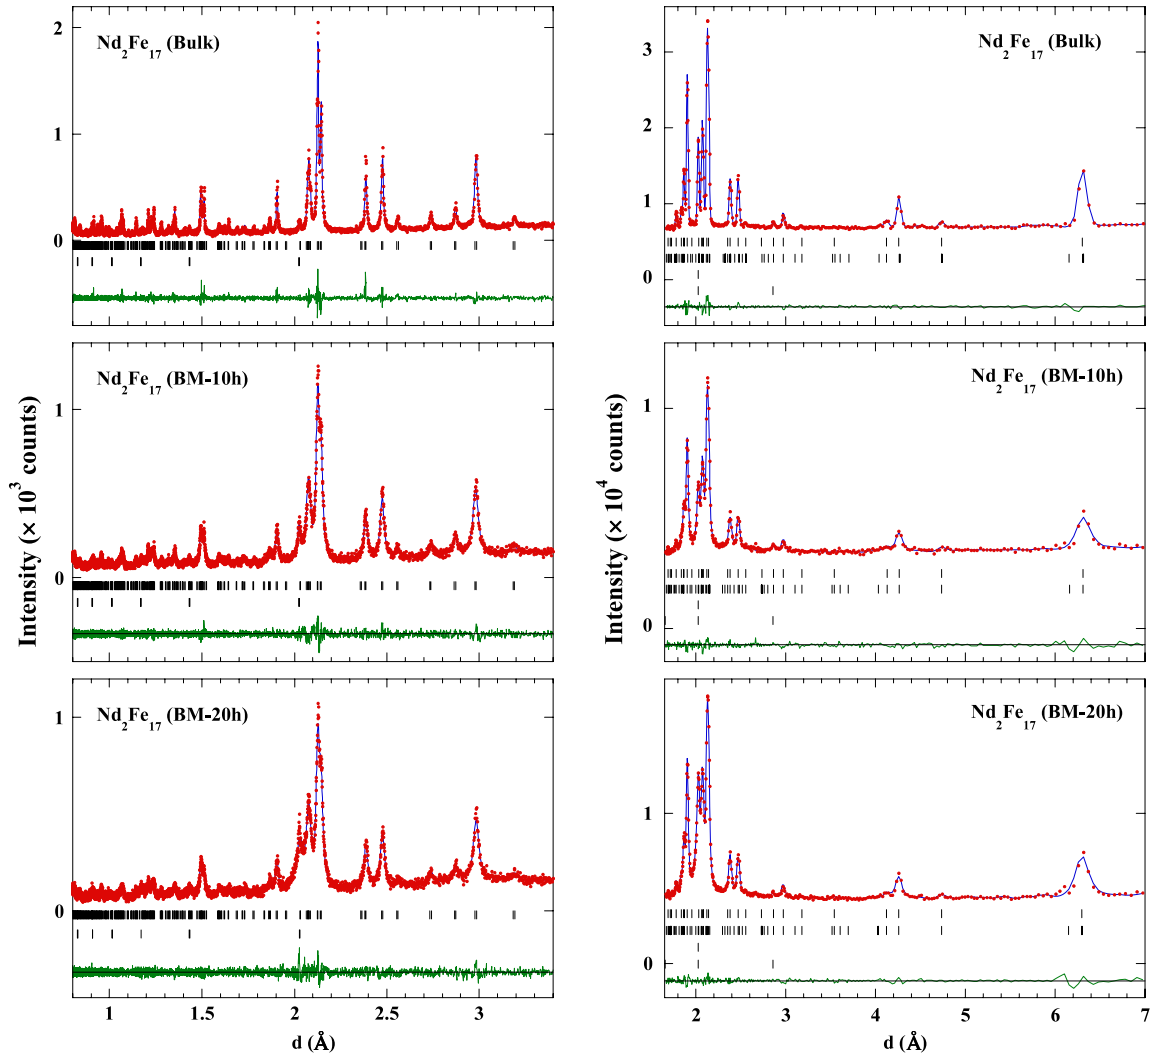 Nd2Fe17 (Bulk)
2
1
0
Nd2Fe17 (BM-10h)
1
0
Nd2Fe17 (BM-20h)
1
0
Intensity (× 10^3 counts)
1 1.5 2 2.5 3
d (Å)
Nd2Fe17 (Bulk)
3
2
1
0
Nd2Fe17 (BM-10h)
1
0
Nd2Fe17 (BM-20h)
1
0
Intensity (× 10^4 counts)
2 3 4 5 6 7
d (Å)